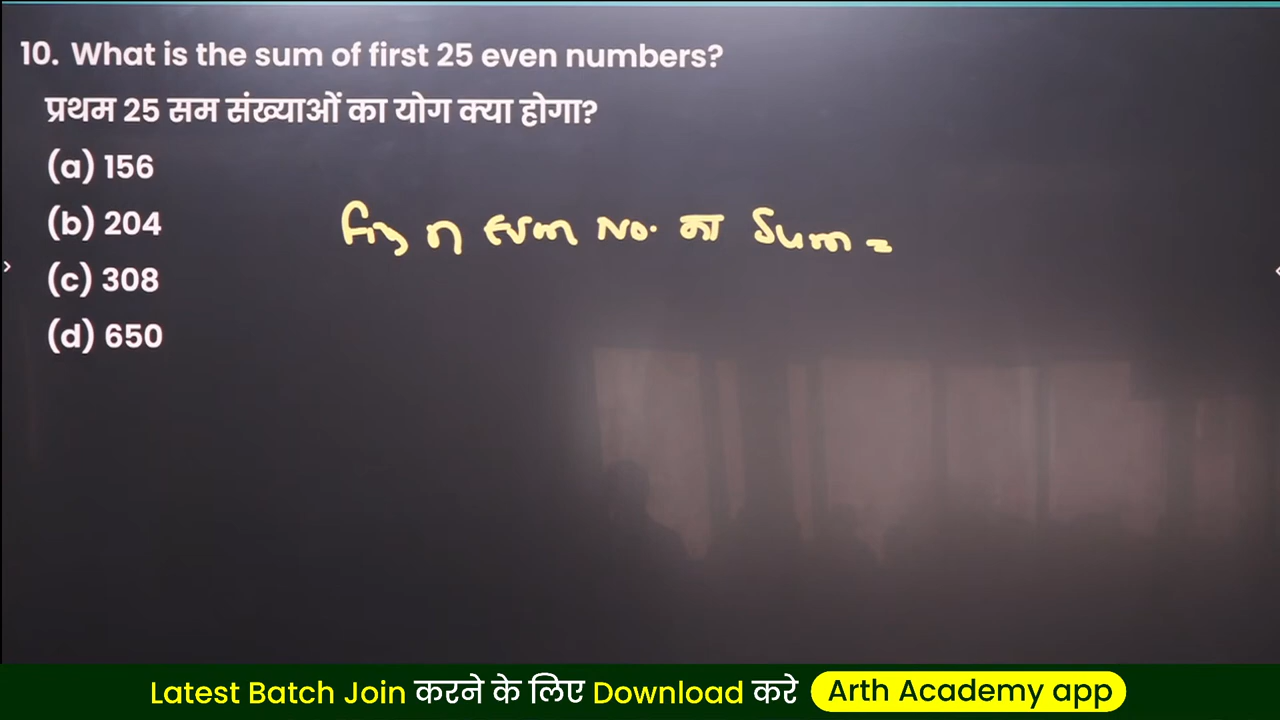 10. What is the sum of first 25 even numbers?
प्रथम 25 सम संख्याओं का योग क्या होगा?
(a) 156
(b) 204
(c) 308
(d) 650
n even No. का Sum =
Latest Batch Join करने के लिए Download करे Arth Academy app